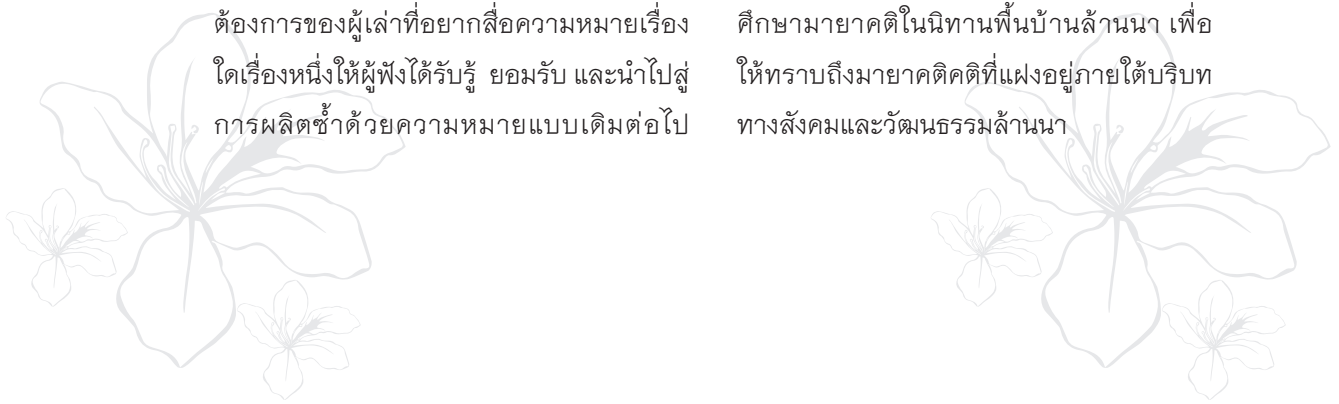 ต้องการของผู้เล่าที่อยากสื่อความหมายเรื่อง
ใดเรื่องหนึ่งให้ผู้ฟังได้รับรู้ ยอมรับ และนำไปสู่
การผลิตซ้ำด้วยความหมายแบบเดิมต่อไป
ศึกษามายาคติในนิทานพื้นบ้านล้านนา เพื่อ
ให้ทราบถึงมายาคติคติที่แฝงอยู่ภายใต้บริบท
ทางสังคมและวัฒนธรรมล้านนา